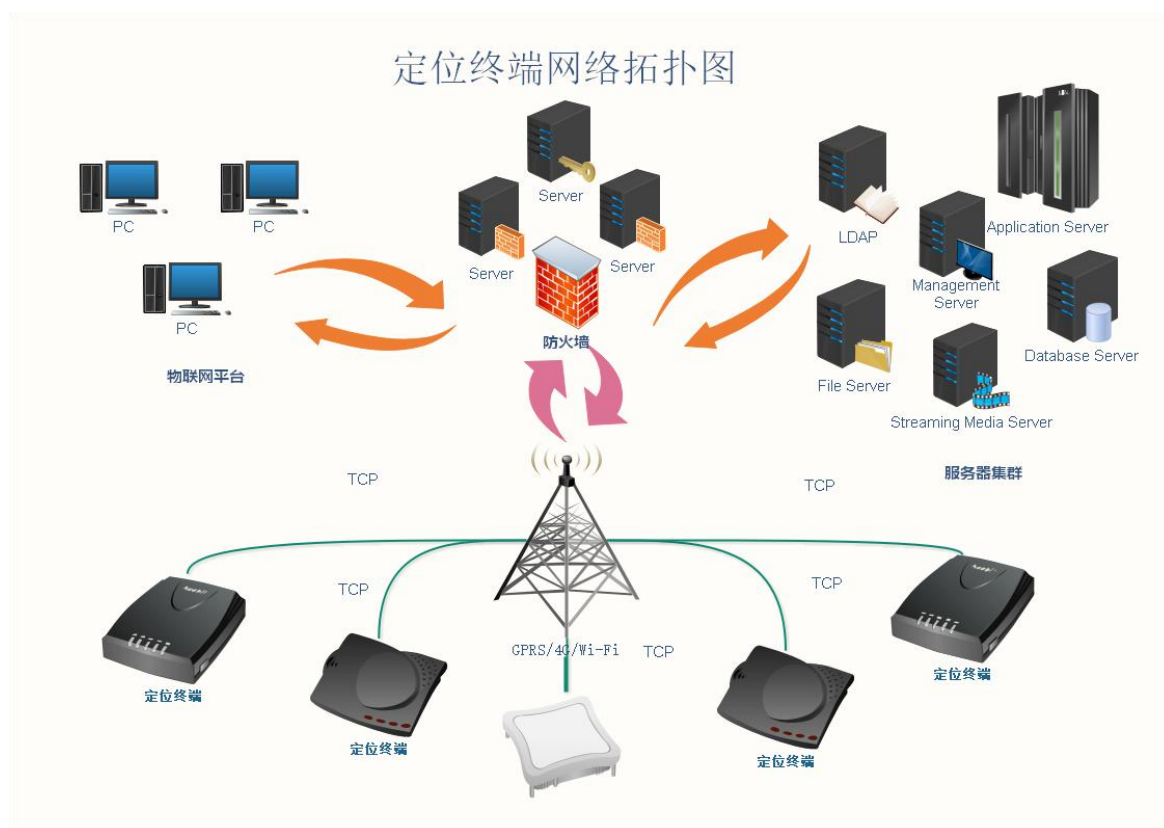 定位终端网络拓扑图
PC
PC
PC
物联网平台
Server
Server
Server
防火墙
LDAP
Application Server
Management
Server
File Server
Database Server
Streaming Media Server
服务器集群
TCP
TCP
TCP
TCP
GPRS/4G/Wi-Fi
TCP
定位终端
定位终端
定位终端
定位终端